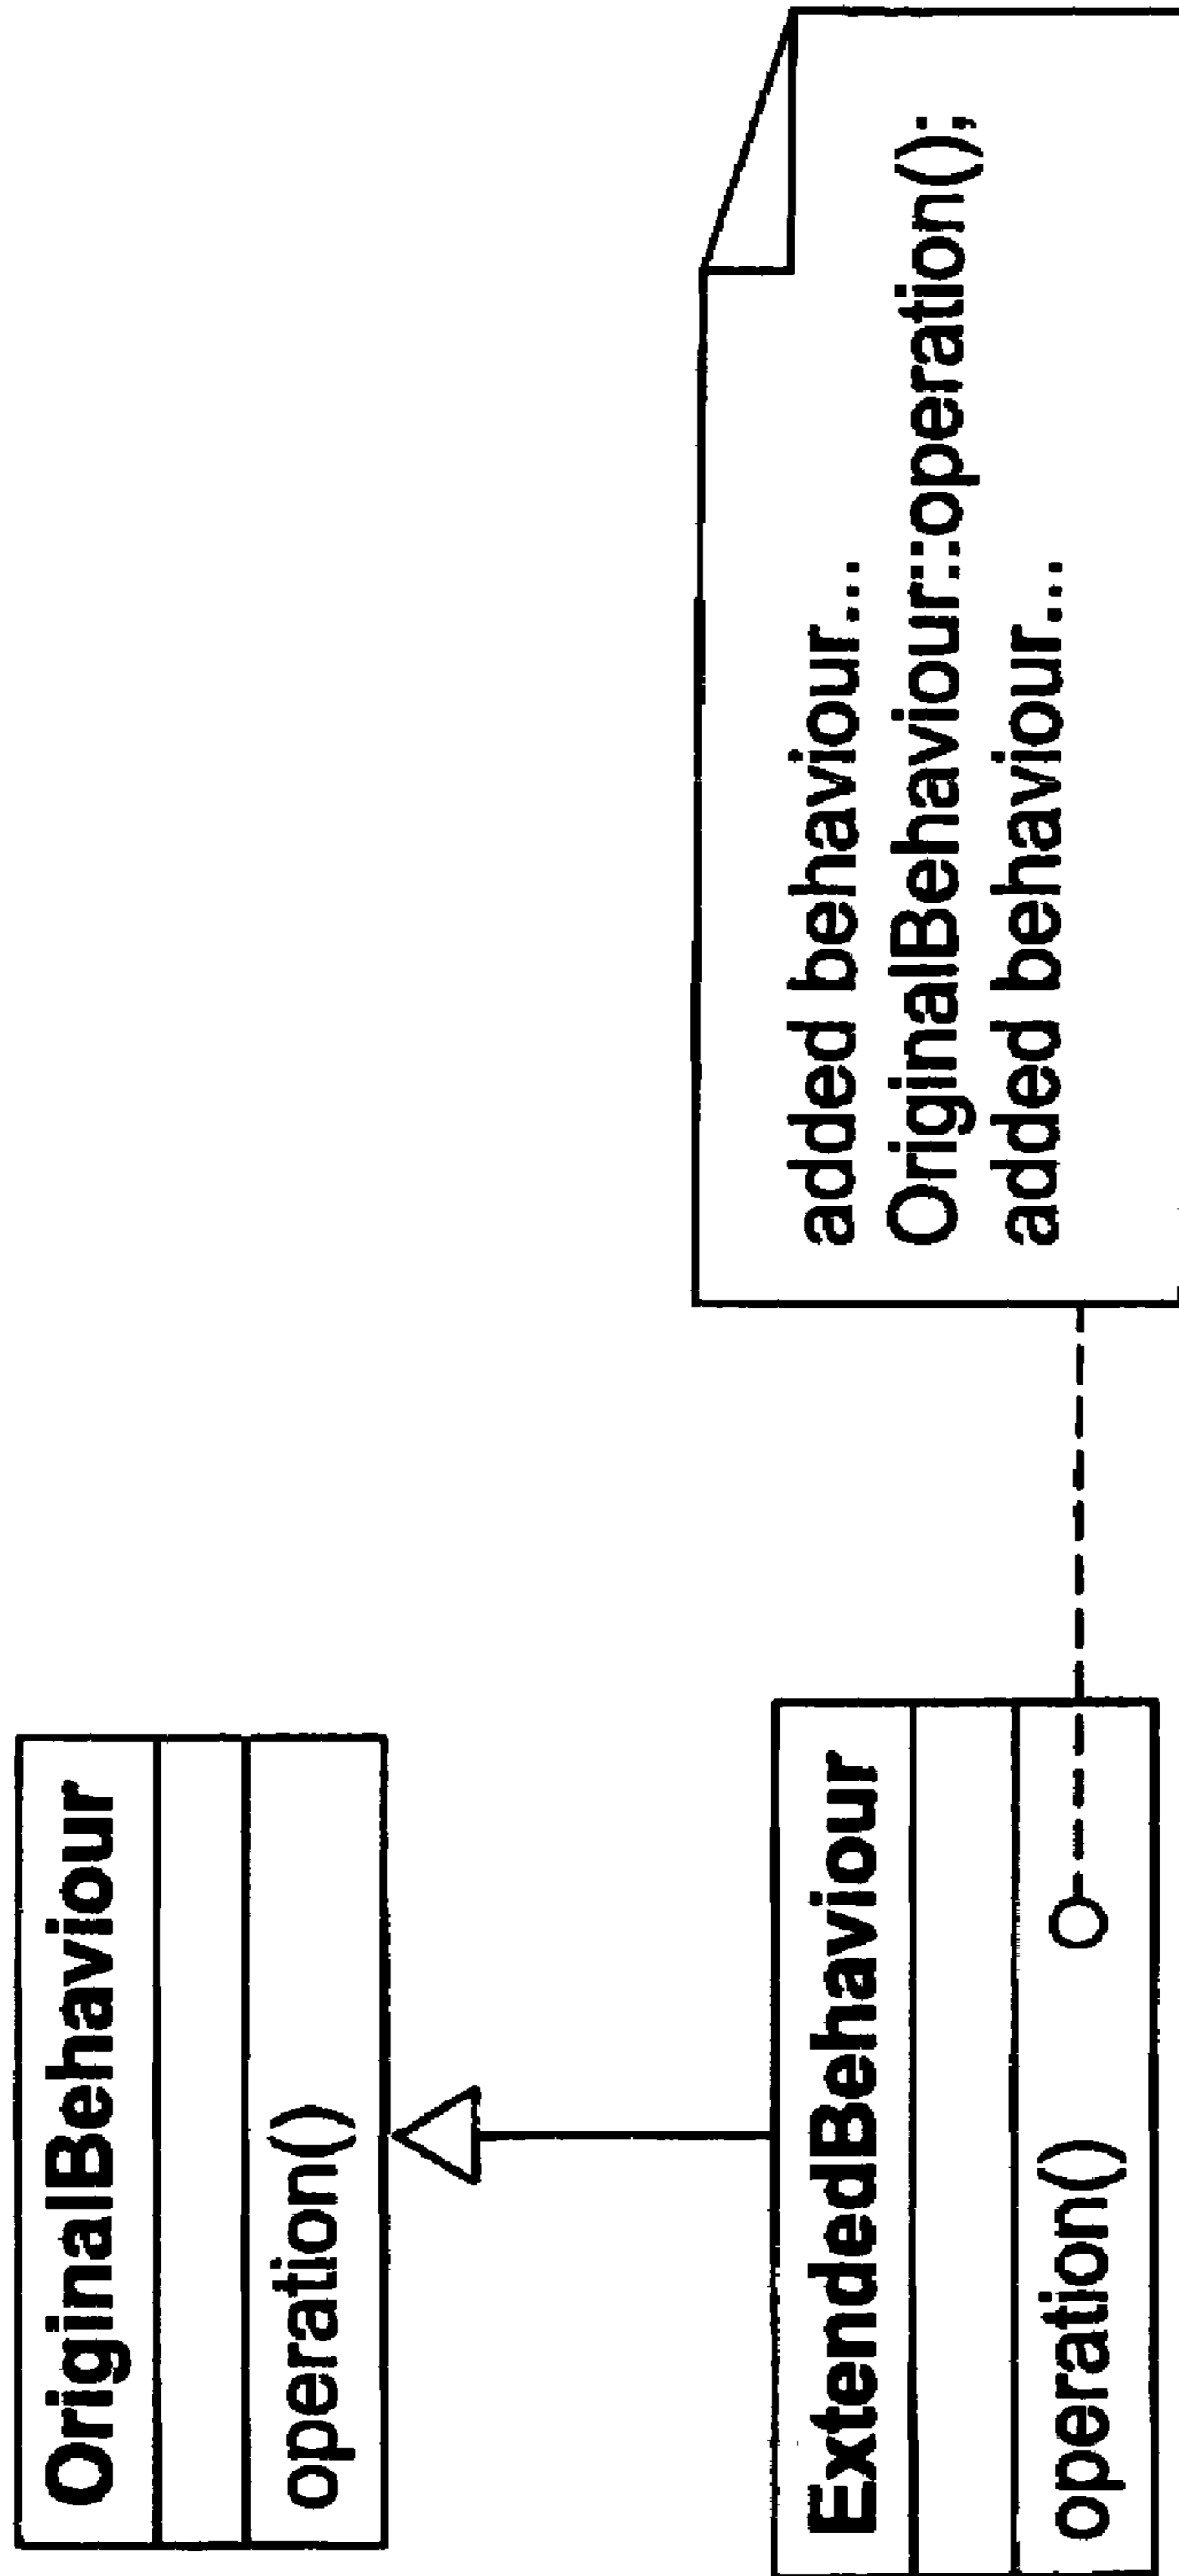 OriginalBehaviour
operation()
ExtendedBehaviour
operation()
added behaviour...
OriginalBehaviour::operation();
added behaviour...